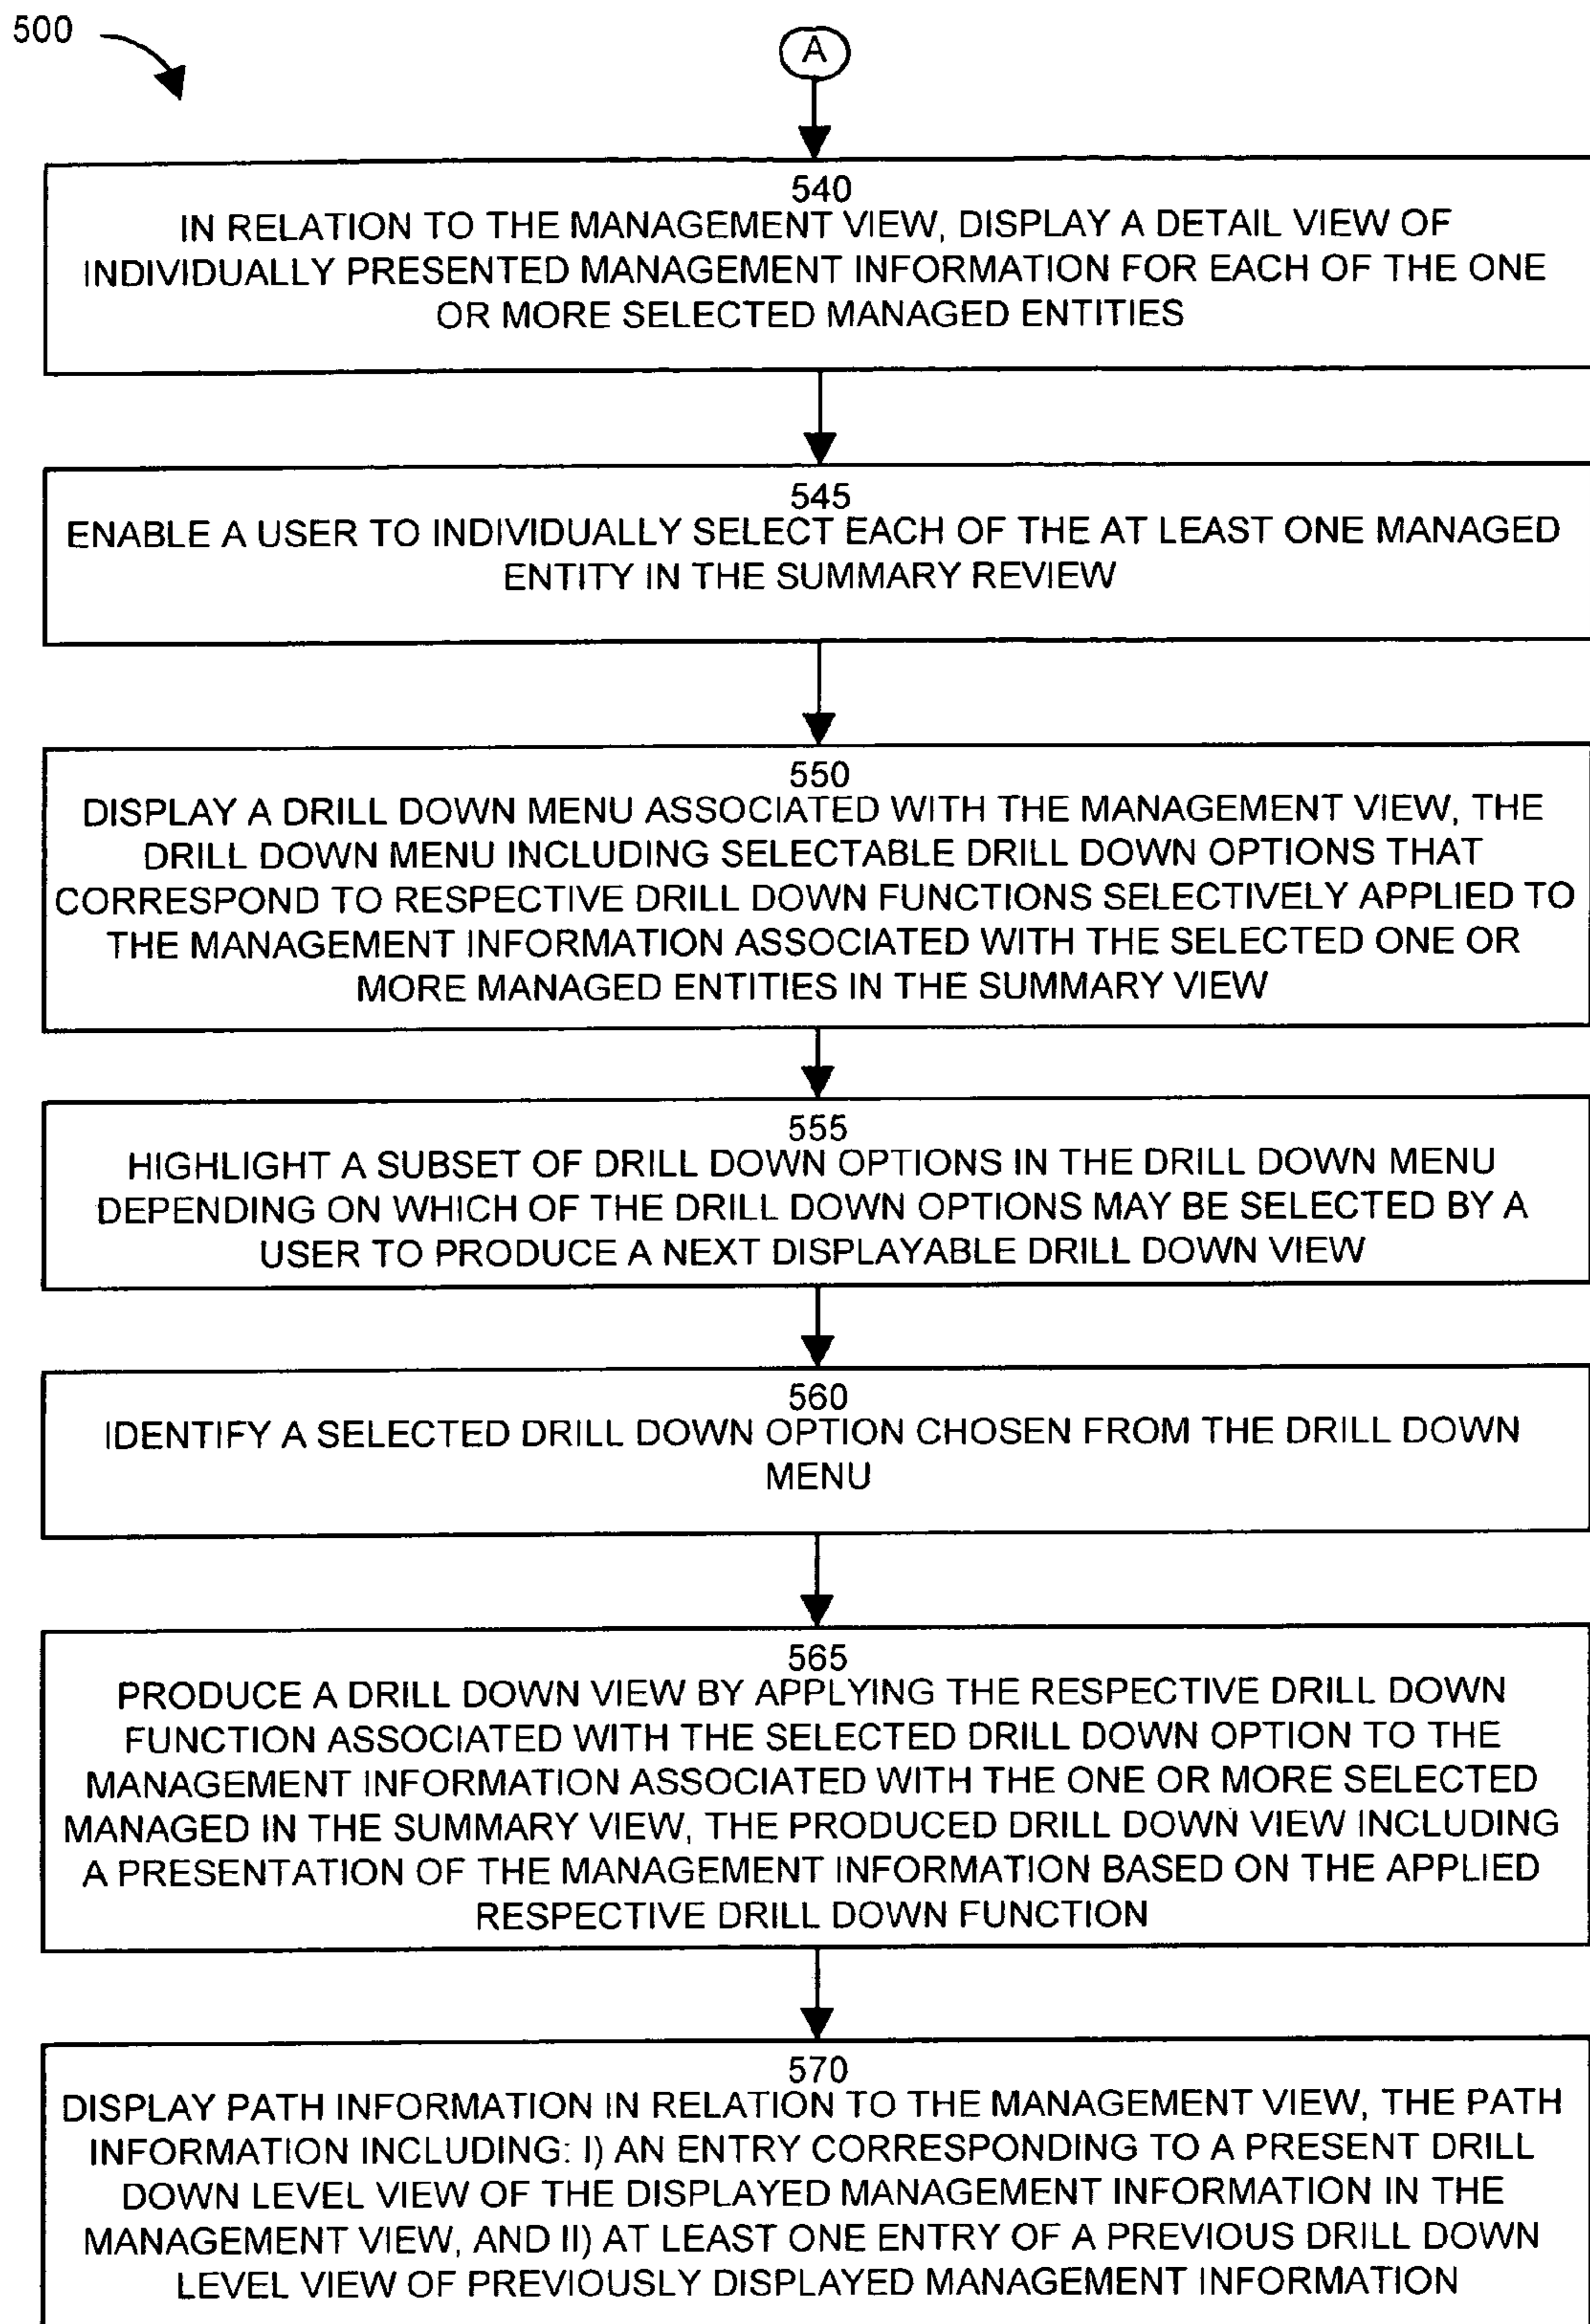 500
A
540
IN RELATION TO THE MANAGEMENT VIEW, DISPLAY A DETAIL VIEW OF
INDIVIDUALLY PRESENTED MANAGEMENT INFORMATION FOR EACH OF THE ONE
OR MORE SELECTED MANAGED ENTITIES
545
ENABLE A USER TO INDIVIDUALLY SELECT EACH OF THE AT LEAST ONE MANAGED
ENTITY IN THE SUMMARY REVIEW
550
DISPLAY A DRILL DOWN MENU ASSOCIATED WITH THE MANAGEMENT VIEW, THE
DRILL DOWN MENU INCLUDING SELECTABLE DRILL DOWN OPTIONS THAT
CORRESPOND TO RESPECTIVE DRILL DOWN FUNCTIONS SELECTIVELY APPLIED TO
THE MANAGEMENT INFORMATION ASSOCIATED WITH THE SELECTED ONE OR
MORE MANAGED ENTITIES IN THE SUMMARY VIEW
555
HIGHLIGHT A SUBSET OF DRILL DOWN OPTIONS IN THE DRILL DOWN MENU
DEPENDING ON WHICH OF THE DRILL DOWN OPTIONS MAY BE SELECTED BY A
USER TO PRODUCE A NEXT DISPLAYABLE DRILL DOWN VIEW
560
IDENTIFY A SELECTED DRILL DOWN OPTION CHOSEN FROM THE DRILL DOWN
MENU
565
PRODUCE A DRILL DOWN VIEW BY APPLYING THE RESPECTIVE DRILL DOWN
FUNCTION ASSOCIATED WITH THE SELECTED DRILL DOWN OPTION TO THE
MANAGEMENT INFORMATION ASSOCIATED WITH THE ONE OR MORE SELECTED
MANAGED IN THE SUMMARY VIEW, THE PRODUCED DRILL DOWN VIEW INCLUDING
A PRESENTATION OF THE MANAGEMENT INFORMATION BASED ON THE APPLIED
RESPECTIVE DRILL DOWN FUNCTION
570
DISPLAY PATH INFORMATION IN RELATION TO THE MANAGEMENT VIEW, THE PATH
INFORMATION INCLUDING: I) AN ENTRY CORRESPONDING TO A PRESENT DRILL
DOWN LEVEL VIEW OF THE DISPLAYED MANAGEMENT INFORMATION IN THE
MANAGEMENT VIEW, AND II) AT LEAST ONE ENTRY OF A PREVIOUS DRILL DOWN
LEVEL VIEW OF PREVIOUSLY DISPLAYED MANAGEMENT INFORMATION